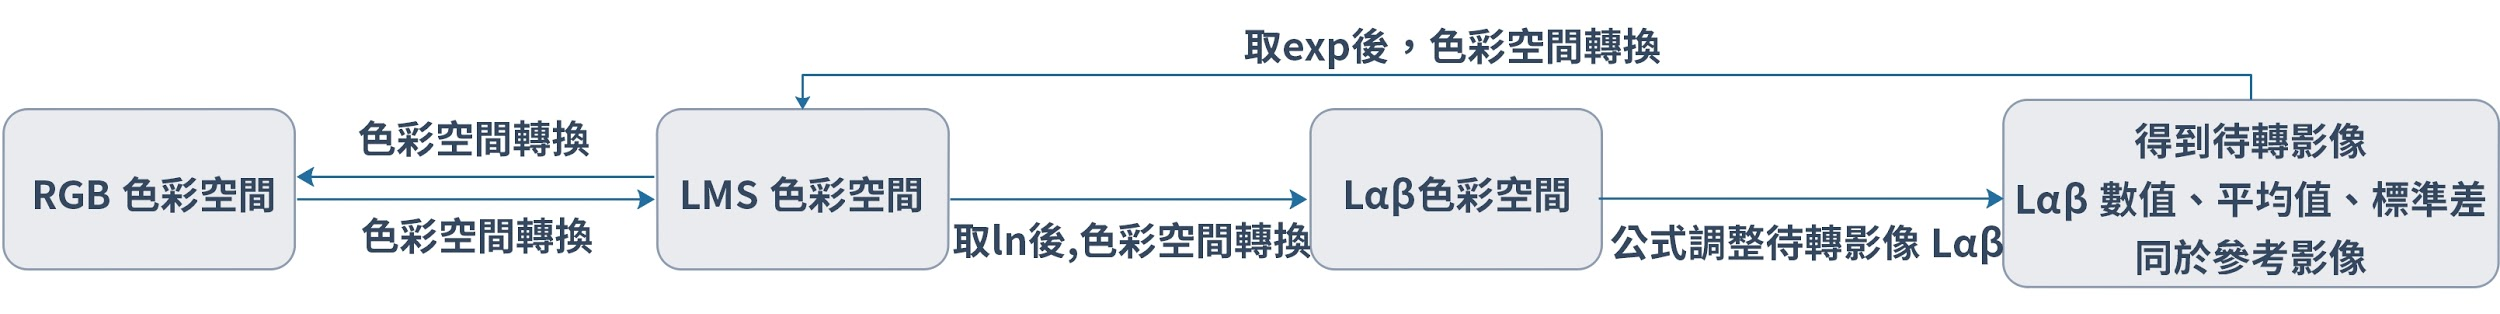 取exp後，色彩空間轉換
色彩空間轉換
RGB 色彩空間
色彩空間轉換
LMS 色彩空間
取ln後,色彩空間轉換
Lαβ色彩空間
公式調整待轉影像 Lαβ
得到待轉影像
Lαβ 數值、平均值、標準差
同於參考影像